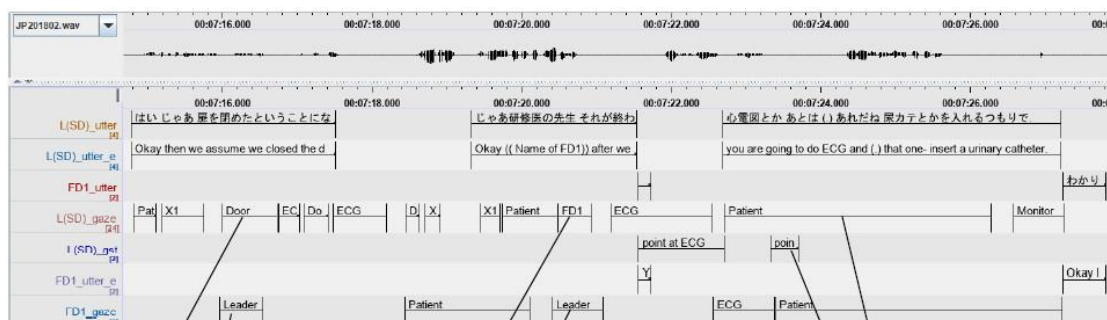 JP201802.wav
00:07:16.000 00:07:18.000 00:07:20.000 00:07:22.000 00:07:24.000 00:07:26.000 00:
00:07:16.000 00:07:18.000 00:07:20.000 00:07:22.000 00:07:24.000 00:07:26.000 00:
L(SD)_utter はい じゃあ 扉を閉めたということにな じゃあ研修医の先生 それが終わ 心電図とか あとは (.) あれだね 尿カテとかを入れるつもりで
[4]
L(SD)_utter_e Okay then we assume we closed the d Okay (( Name of FD1)) after we you are going to do ECG and (.) that one- insert a urinary catheter.
[4]
FD1_utter わかり
[2]
L(SD)_gaze Pat X1 Door EC Do ECG D X X1 Patient FD1 ECG Patient Monitor
[24]
L(SD)_gst point at ECG poin
FD1_utter_e Y Okay I
[2]
FD1_gaze Leader Patient Leader ECG Patien